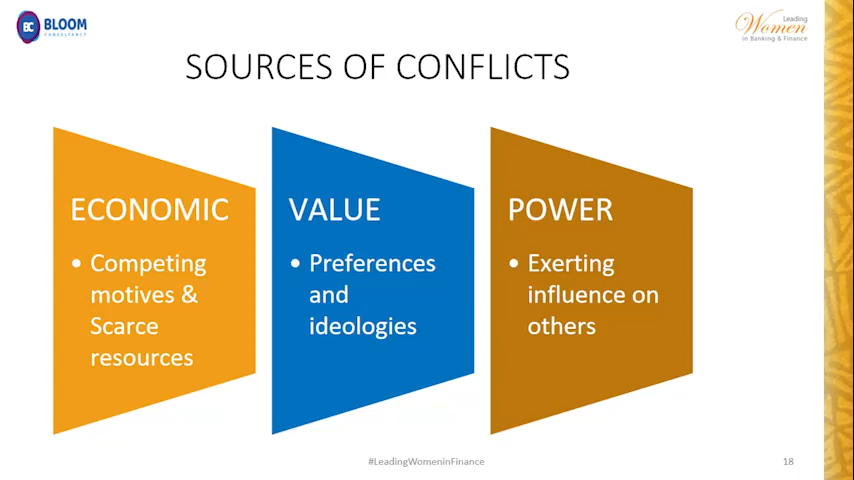 BC BLOOM
CONSULTANCY
Leading
Women
in Banking & Finance
SOURCES OF CONFLICTS
ECONOMIC
• Competing
motives &
Scarce
resources
VALUE
• Preferences
and
ideologies
POWER
• Exerting
influence on
others
#LeadingWomeninFinance
18